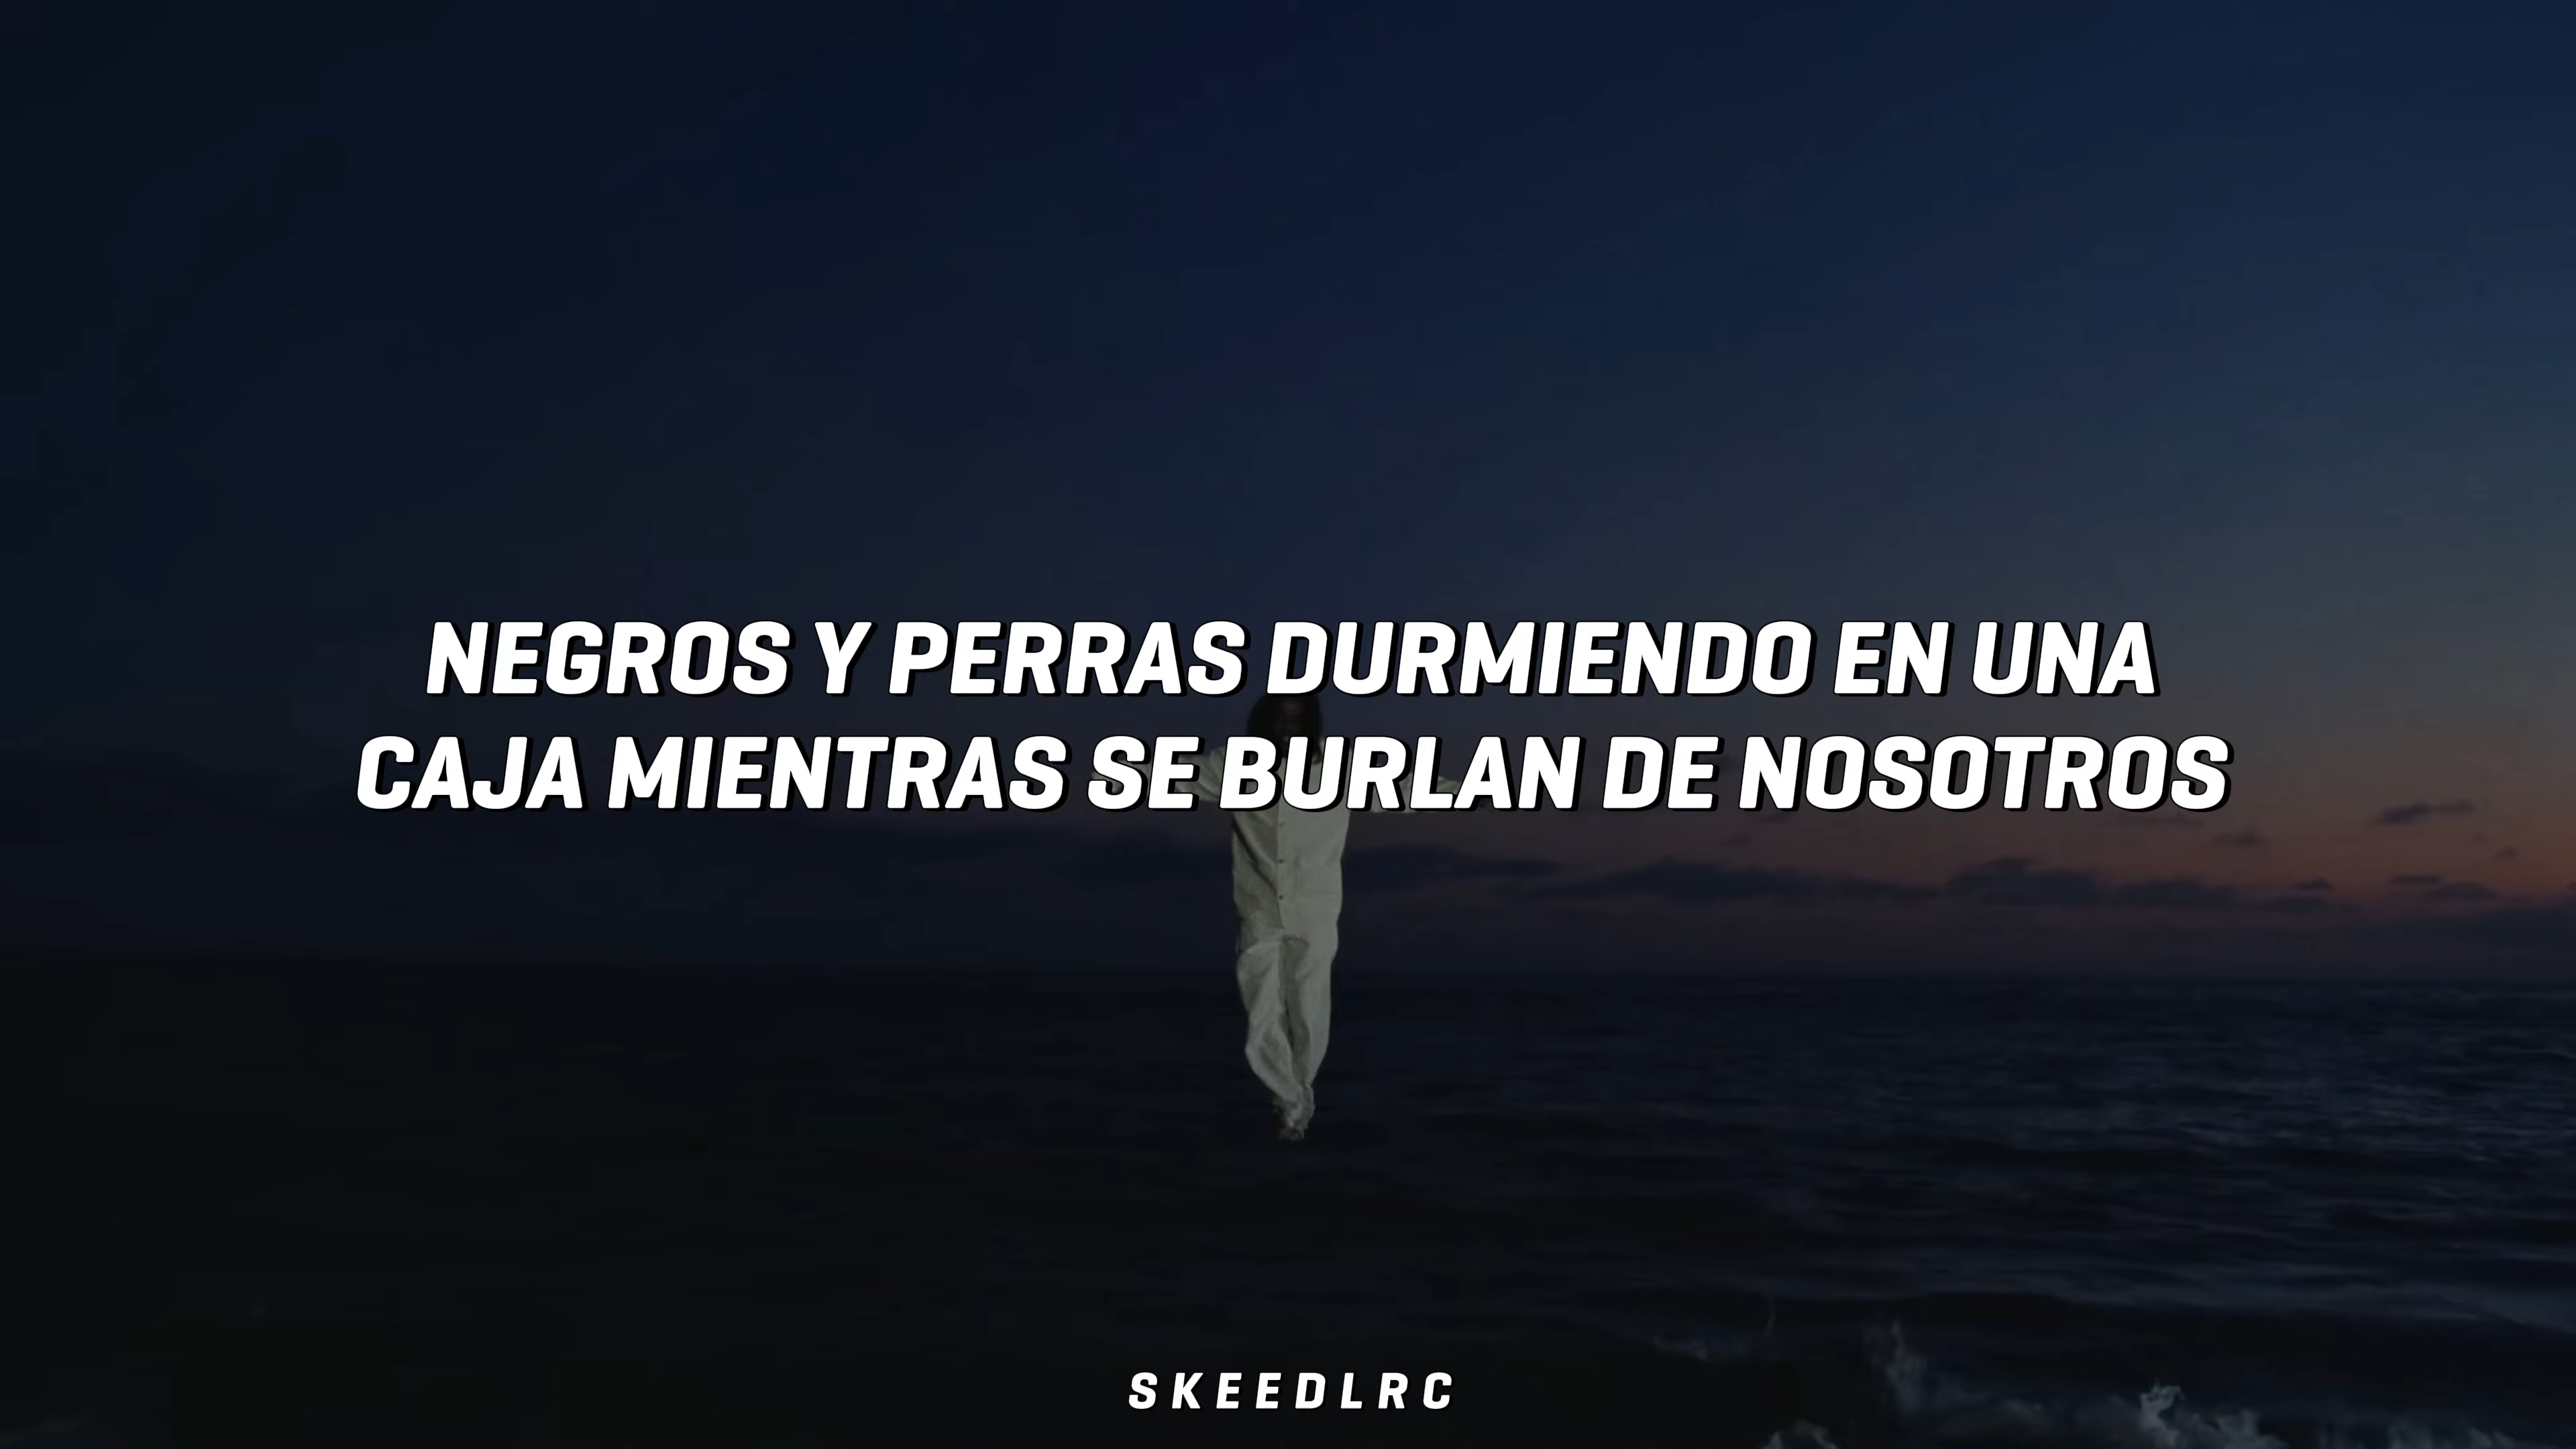 NEGROS Y PERRAS DURMIENDO EN UNA
CAJA MIENTRAS SE BURLAN DE NOSOTROS
SKEEDLRC